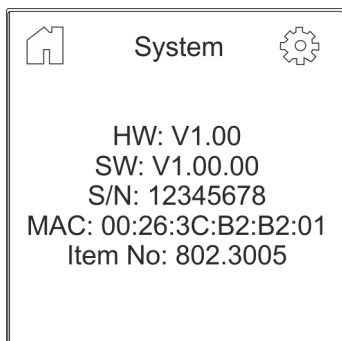 System
HW: V1.00
SW: V1.00.00
S/N: 12345678
MAC: 00:26:3C:B2:B2:01
Item No: 802.3005